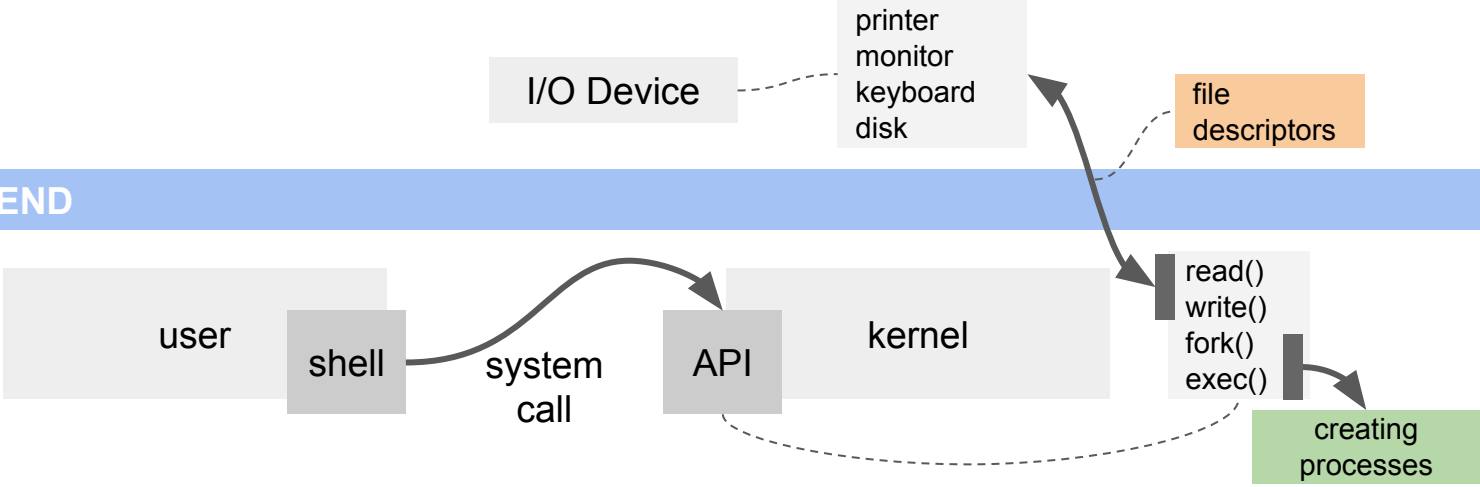 printer
monitor
keyboard
disk
I/O Device
file
descriptors
END
user
shell
system
call
API
kernel
read()
write()
fork()
exec()
creating
processes